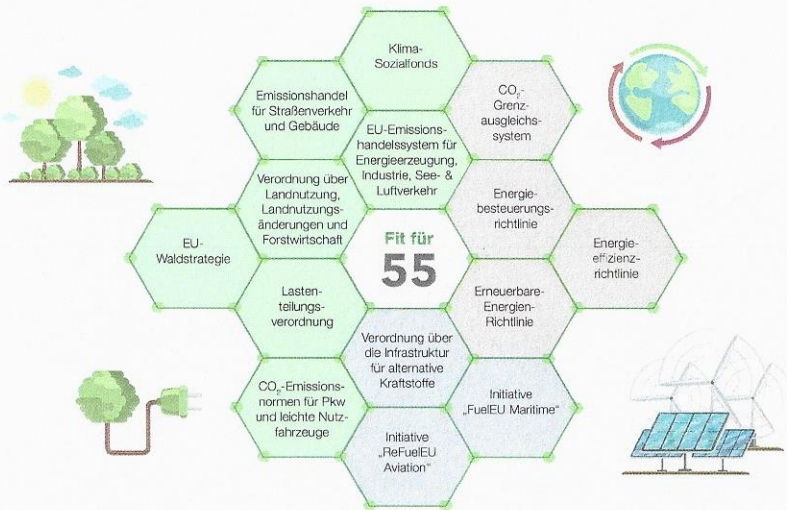 Klima-
Sozialfonds
Emissionshandel
für Straßenverkehr
und Gebäude
CO₂-
Grenz-
ausgleichs-
system
EU-Emissions-
handelssystem für
Energieerzeugung,
Industrie, See- &
Luftverkehr
Verordnung über
Landnutzung,
Landnutzungs-
änderungen und
Forstwirtschaft
Energie-
besteuerungs-
richtlinie
EU-
Waldstrategie
Fit für
55
Energie-
effizienz-
richtlinie
Lasten-
teilungs-
verordnung
Erneuerbare-
Energien-
Richtlinie
Verordnung über
die Infrastruktur
für alternative
Kraftstoffe
CO₂-Emissions-
normen für Pkw
und leichte Nutz-
fahrzeuge
Initiative
„FuelEU Maritime“
Initiative
„ReFuelEU
Aviation“